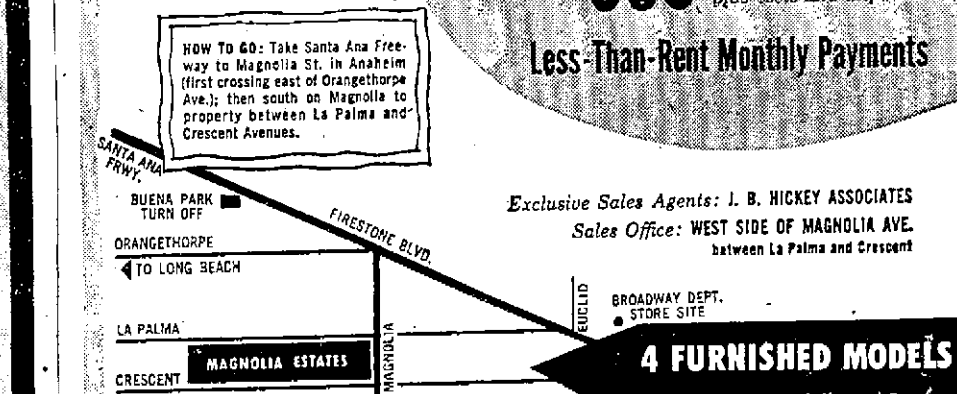 Less-Than-Rent Monthly Payments
HOW TO GO: Take Santa Ana Free-
way to Magnolia St. in Anaheim
(first crossing east of Orangethorpe
Ave.); then south on Magnolia to
property between La Palma and
Crescent Avenues.
SANTA ANA
FRWY.
BUENA PARK
TURN OFF
FIRESTONE BLVD.
ORANGETHORPE
TO LONG BEACH
Exclusive Sales Agents: J. B. HICKEY ASSOCIATES
Sales Office: WEST SIDE OF MAGNOLIA AVE.
between La Palma and Crescent
EUCLID
BROADWAY DEPT.
STORE SITE
LA PALMA
MAGNOLIA
MAGNOLIA ESTATES
CRESCENT
4 FURNISHED MODELS